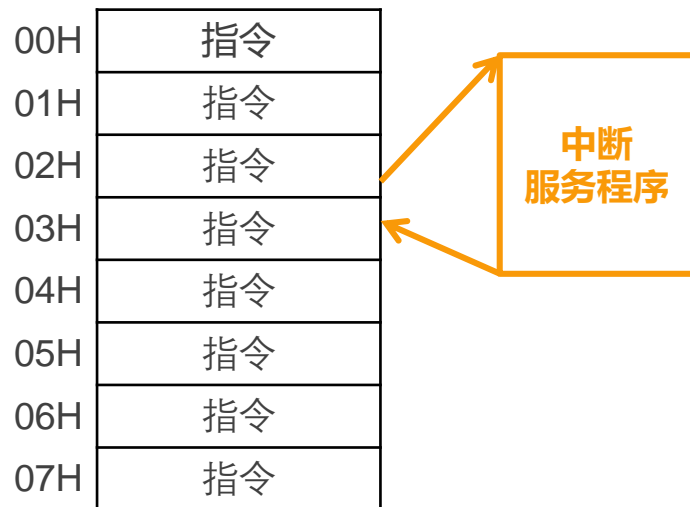 00H 指令
01H 指令
02H 指令
03H 指令
04H 指令
05H 指令
06H 指令
07H 指令
中断
服务程序